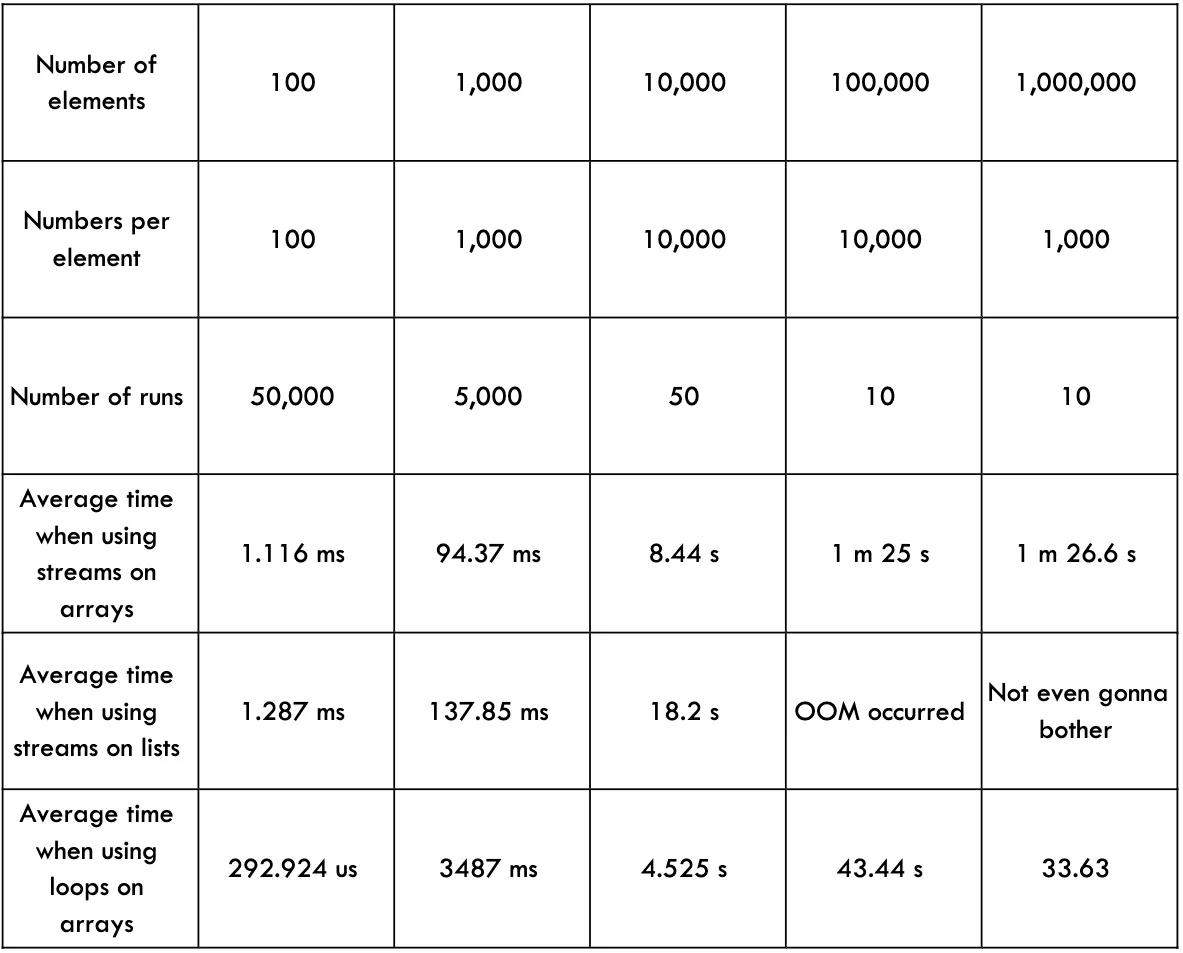 Number of
elements
100
1,000
10,000
100,000
1,000,000
Numbers per
element
100
1,000
10,000
10,000
1,000
Number of runs
50,000
5,000
50
10
10
Average time
when using
streams on
arrays
1.116 ms
94.37 ms
8.44 s
1 m 25 s
1 m 26.6 s
Average time
when using
streams on lists
1.287 ms
137.85 ms
18.2 s
OOM occurred
Not even gonna
bother
Average time
when using
loops on
arrays
292.924 us
3487 ms
4.525 s
43.44 s
33.63